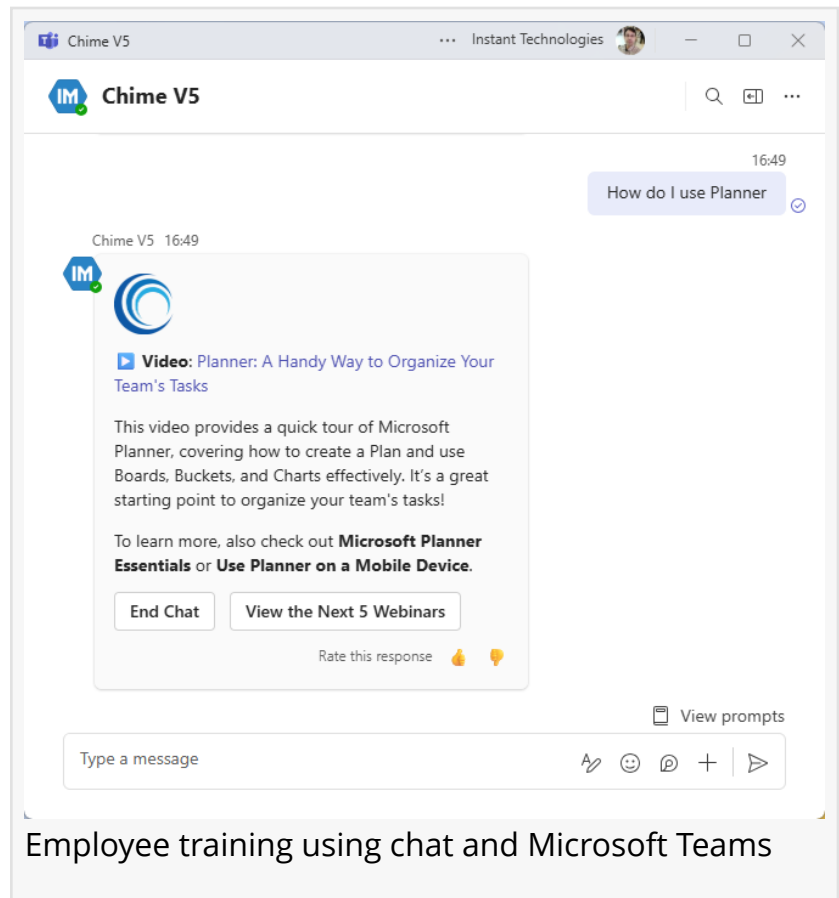 Chime V5
... Instant Technologies
IM
Chime V5
...
16:49
How do I use Planner
Chime V5 16:49
IM
Video: Planner: A Handy Way to Organize Your
Team's Tasks
This video provides a quick tour of Microsoft
Planner, covering how to create a Plan and use
Boards, Buckets, and Charts effectively. It's a great
starting point to organize your team's tasks!
To learn more, also check out Microsoft Planner
Essentials or Use Planner on a Mobile Device.
End Chat View the Next 5 Webinars
Rate this response
View prompts
Type a message
Employee training using chat and Microsoft Teams